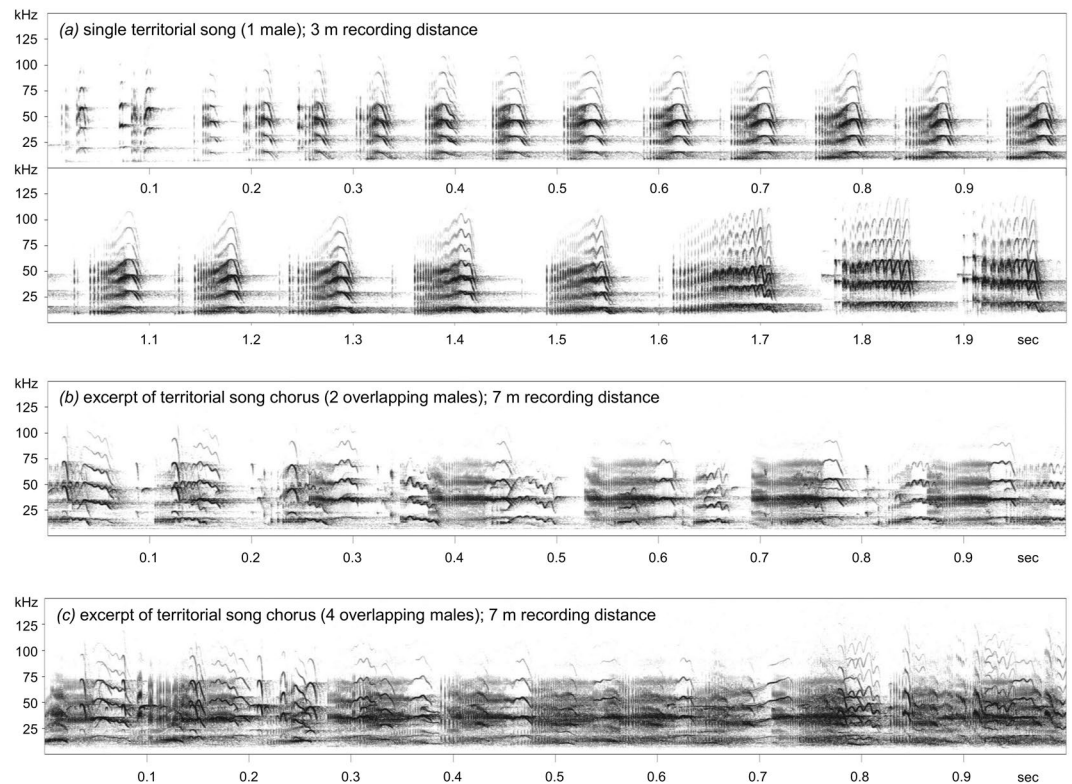 kHz
(a) single territorial song (1 male); 3 m recording distance
125
100
75
50
25
kHz
0.1 0.2 0.3 0.4 0.5 0.6 0.7 0.8 0.9
125
100
75
50
25
1.1 1.2 1.3 1.4 1.5 1.6 1.7 1.8 1.9 sec
kHz
(b) excerpt of territorial song chorus (2 overlapping males); 7 m recording distance
125
100
75
50
25
0.1 0.2 0.3 0.4 0.5 0.6 0.7 0.8 0.9 sec
kHz
(c) excerpt of territorial song chorus (4 overlapping males); 7 m recording distance
125
100
75
50
25
0.1 0.2 0.3 0.4 0.5 0.6 0.7 0.8 0.9 sec